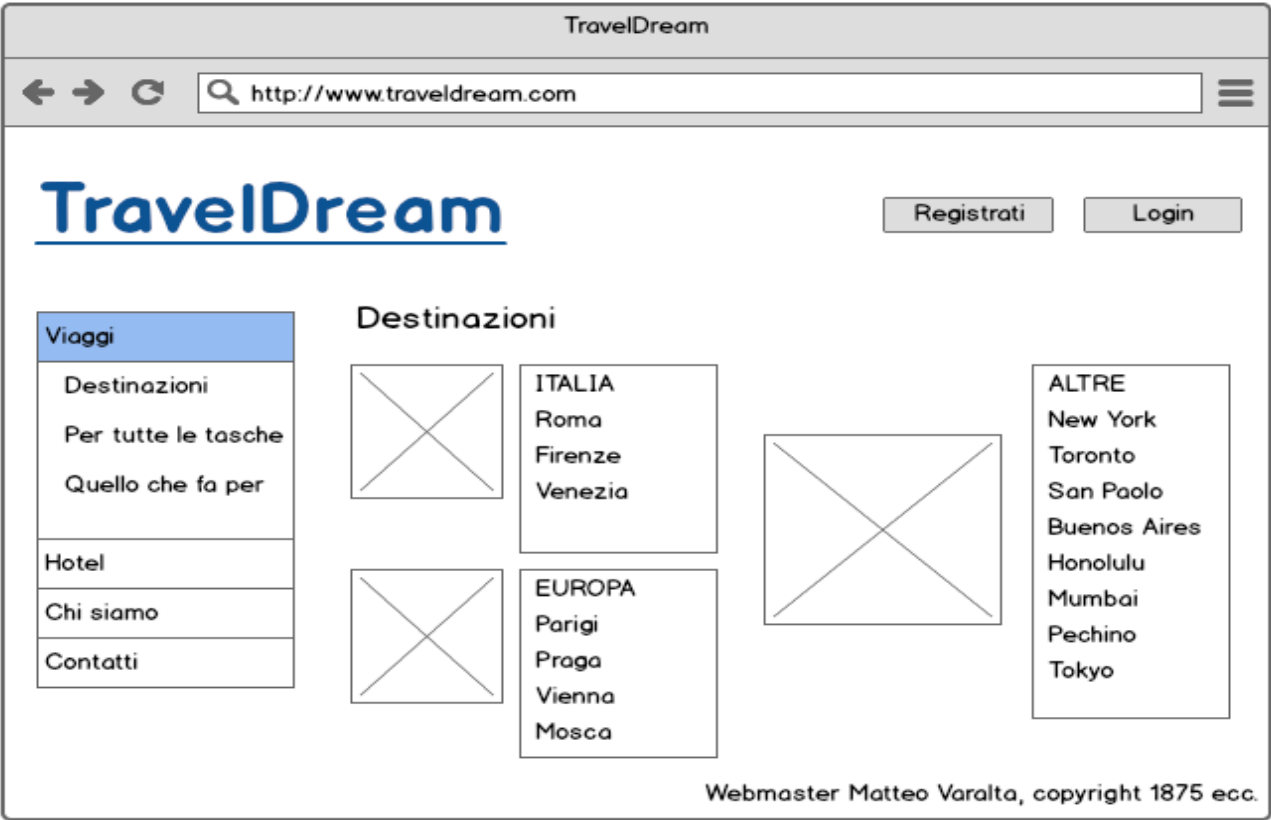 TravelDream
http://www.traveldream.com
TravelDream
Registrati
Login
Viaggi
Destinazioni
Per tutte le tasche
Quello che fa per
Hotel
Chi siamo
Contatti
Destinazioni
ITALIA
Roma
Firenze
Venezia
EUROPA
Parigi
Praga
Vienna
Mosca
ALTRE
New York
Toronto
San Paolo
Buenos Aires
Honolulu
Mumbai
Pechino
Tokyo
Webmaster Matteo Varalta, copyright 1875 ecc.